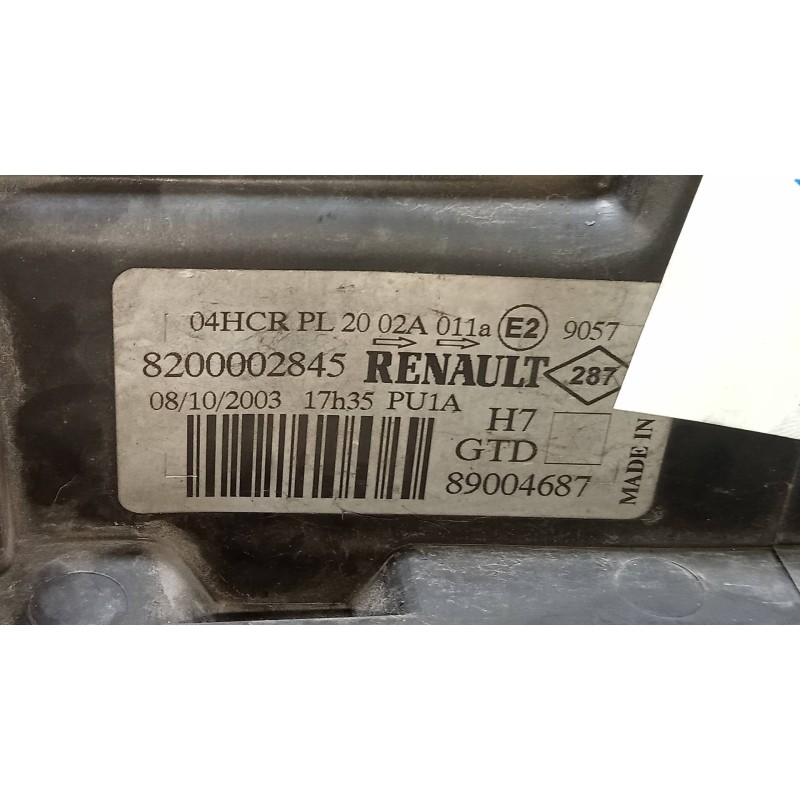 04HCR PL 20 02A 011a E2 9057
8200002845 RENAULT 287
08/10/2003 17h35 PU1A
H7
GTD
89004687
MADE IN